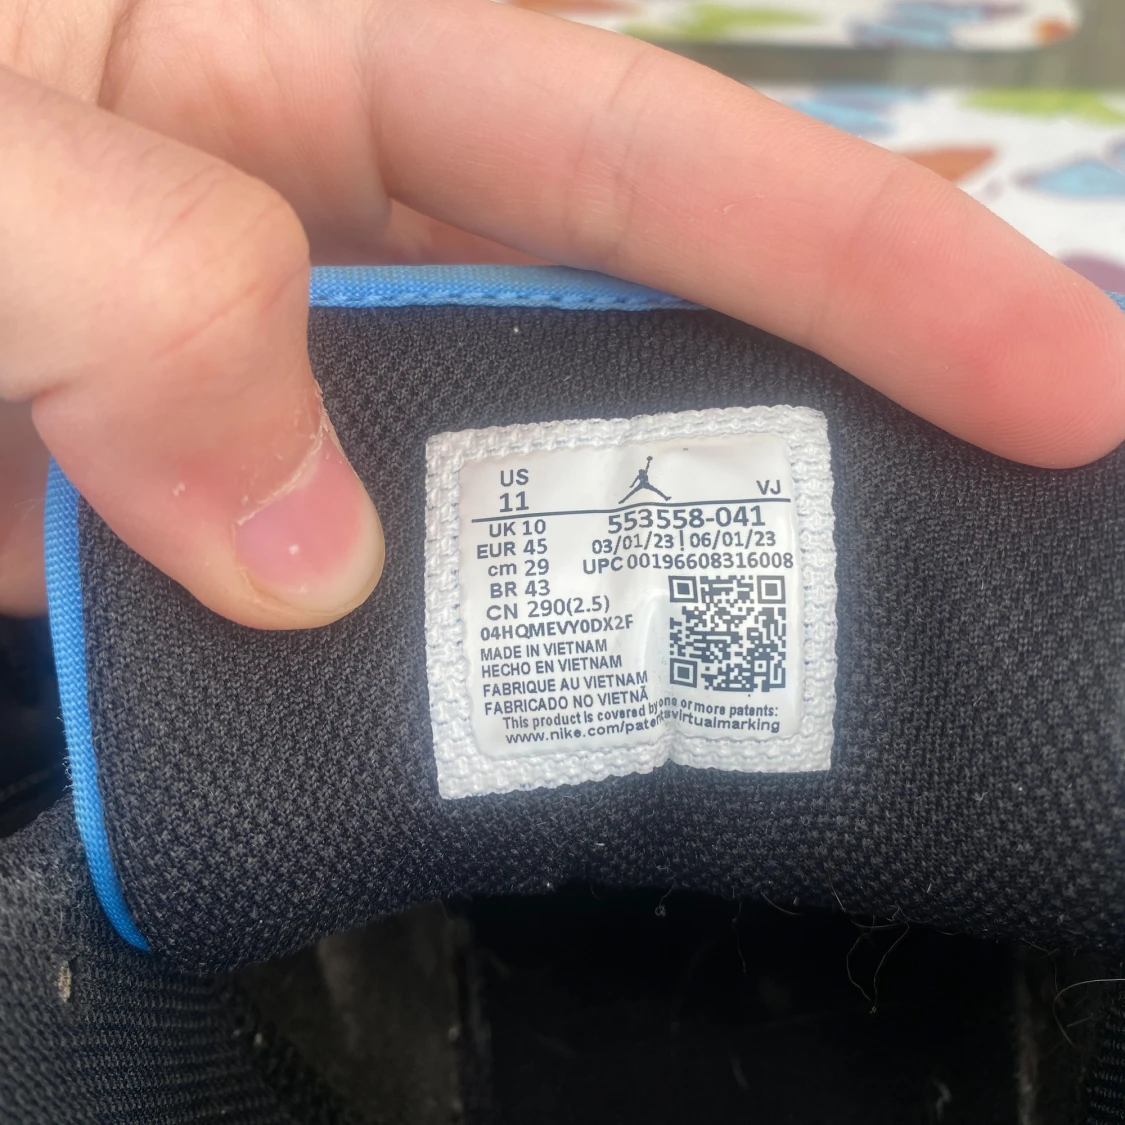 US
11
VJ
UK 10
553558-041
EUR 45
03/01/23 | 06/01/23
cm 29
UPC 00196608316008
BR 43
CN 290(2.5)
04HQMEVY0DX2F
MADE IN VIETNAM
HECHO EN VIETNAM
FABRIQUE AU VIETNAM
FABRICADO NO VIETNÃ
This product is covered by one or more patents:
www.nike.com/patentsvirtualmarking